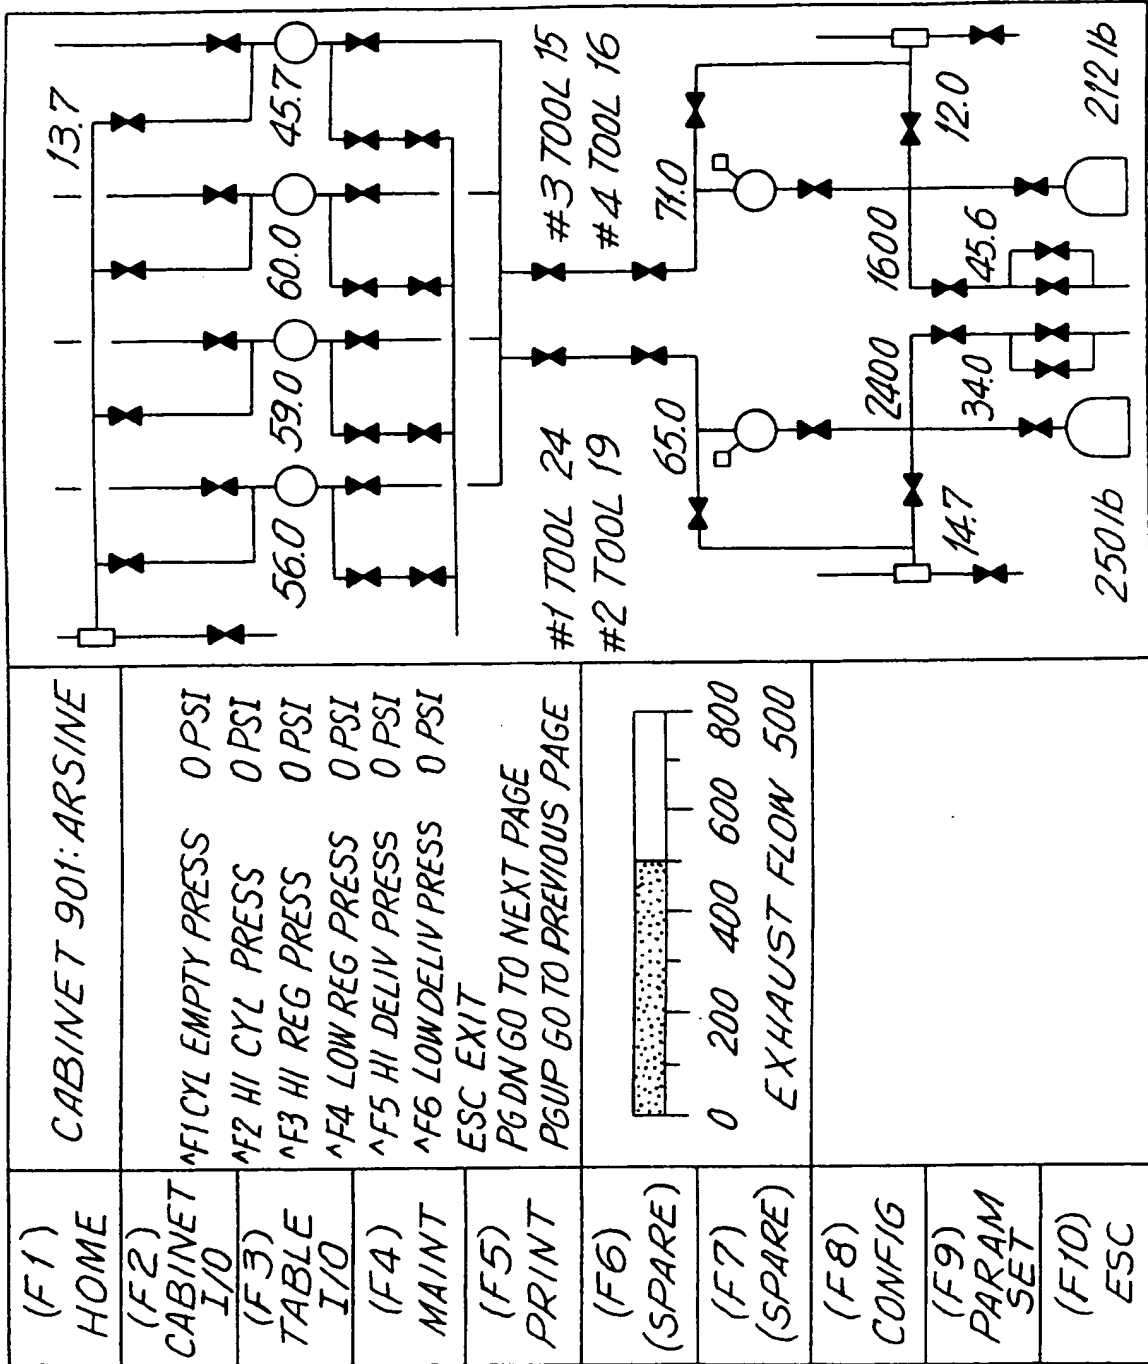 (F1)
HOME
(F2)
CABINET
I/O
(F3)
TABLE
I/O
(F4)
MAINT
(F5)
PRINT
(F6)
(SPARE)
(F7)
(SPARE)
(F8)
CONFIG
(F9)
PARAM
SET
(F10)
ESC
CABINET 901: ARSINE
^F1 CYL EMPTY PRESS 0 PSI
^F2 HI CYL PRESS 0 PSI
^F3 HI REG PRESS 0 PSI
^F4 LOW REG PRESS 0 PSI
^F5 HI DELIV PRESS 0 PSI
^F6 LOW DELIV PRESS 0 PSI
ESC EXIT
PG DN GO TO NEXT PAGE
PGUP GO TO PREVIOUS PAGE
0 200 400 600 800
EXHAUST FLOW 500
13.7
56.0 59.0 60.0 45.7
#1 TOOL 24
#2 TOOL 19
#3 TOOL 15
#4 TOOL 16
65.0 71.0
2400 1600
14.7 34.0 45.6 12.0
250 lb 212 lb